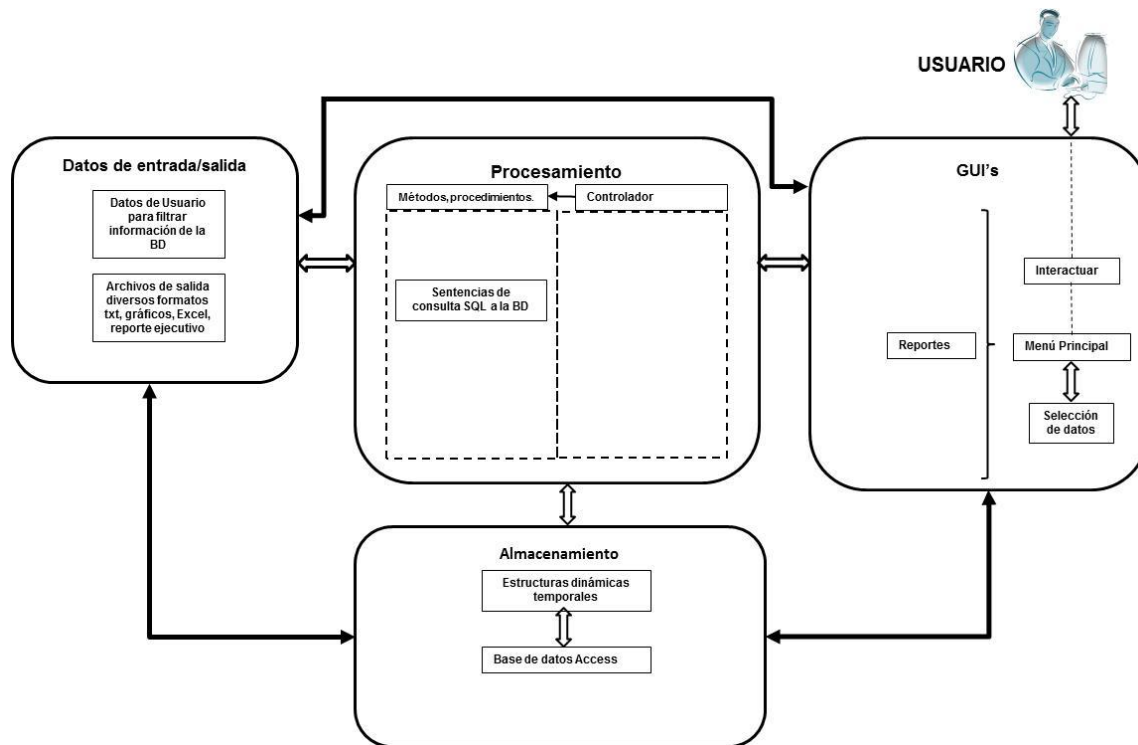 USUARIO
Datos de entrada/salida
Datos de Usuario
para filtrar
información de la
BD
Archivos de salida
diversos formatos
txt, gráficos, Excel,
reporte ejecutivo
Procesamiento
Métodos, procedimientos.
Controlador
Sentencias de
consulta SQL a la BD
GUI's
Interactuar
Reportes
Menú Principal
Selección
de datos
Almacenamiento
Estructuras dinámicas
temporales
Base de datos Access